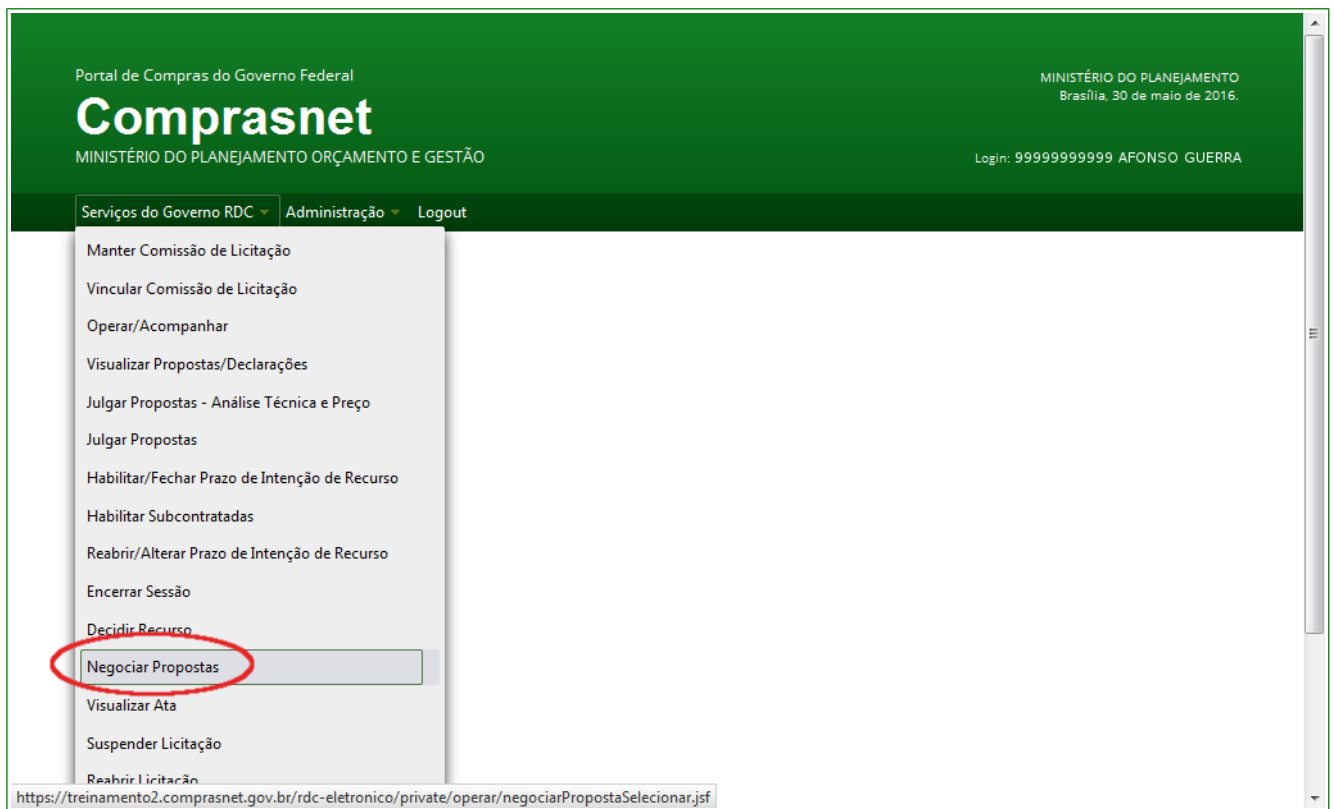 Portal de Compras do Governo Federal
MINISTÉRIO DO PLANEJAMENTO
Brasília, 30 de maio de 2016.
Comprasnet
MINISTÉRIO DO PLANEJAMENTO ORÇAMENTO E GESTÃO
Login: 99999999999 AFONSO GUERRA
Serviços do Governo RDC Administração Logout
Manter Comissão de Licitação
Vincular Comissão de Licitação
Operar/Acompanhar
Visualizar Propostas/Declarações
Julgar Propostas - Análise Técnica e Preço
Julgar Propostas
Habilitar/Fechar Prazo de Intenção de Recurso
Habilitar Subcontratadas
Reabrir/Alterar Prazo de Intenção de Recurso
Encerrar Sessão
Decidir Recurso
Negociar Propostas
Visualizar Ata
Suspender Licitação
Reabrir Licitação
https://treinamento2.comprasnet.gov.br/rdc-eletronico/private/operar/negociarPropostaSelecionar.jsf